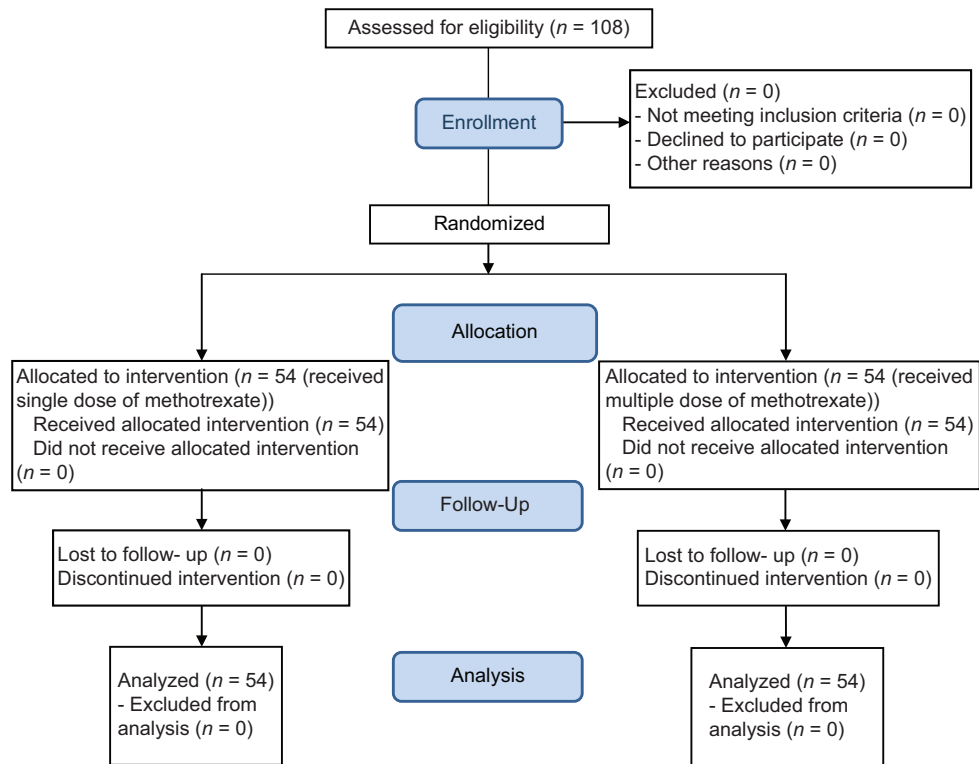 Assessed for eligibility (n = 108)
Enrollment
Excluded (n = 0)
- Not meeting inclusion criteria (n = 0)
- Declined to participate (n = 0)
- Other reasons (n = 0)
Randomized
Allocation
Allocated to intervention (n = 54 (received
single dose of methotrexate))
Received allocated intervention (n = 54)
Did not receive allocated intervention
(n = 0)
Allocated to intervention (n = 54 (received
multiple dose of methotrexate))
Received allocated intervention (n = 54)
Did not receive allocated intervention
(n = 0)
Follow-Up
Lost to follow- up (n = 0)
Discontinued intervention (n = 0)
Lost to follow- up (n = 0)
Discontinued intervention (n = 0)
Analysis
Analyzed (n = 54)
- Excluded from
analysis (n = 0)
Analyzed (n = 54)
- Excluded from
analysis (n = 0)